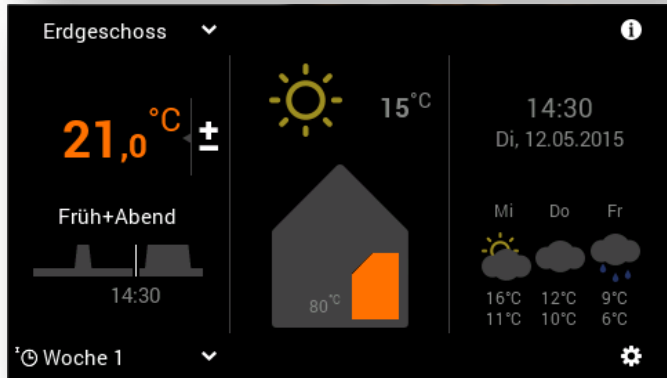 Erdgeschoss
21,0 °C ±
Früh+Abend
14:30
Woche 1
15°C
80°C
14:30
Di, 12.05.2015
Mi Do Fr
16°C 12°C 9°C
11°C 10°C 6°C